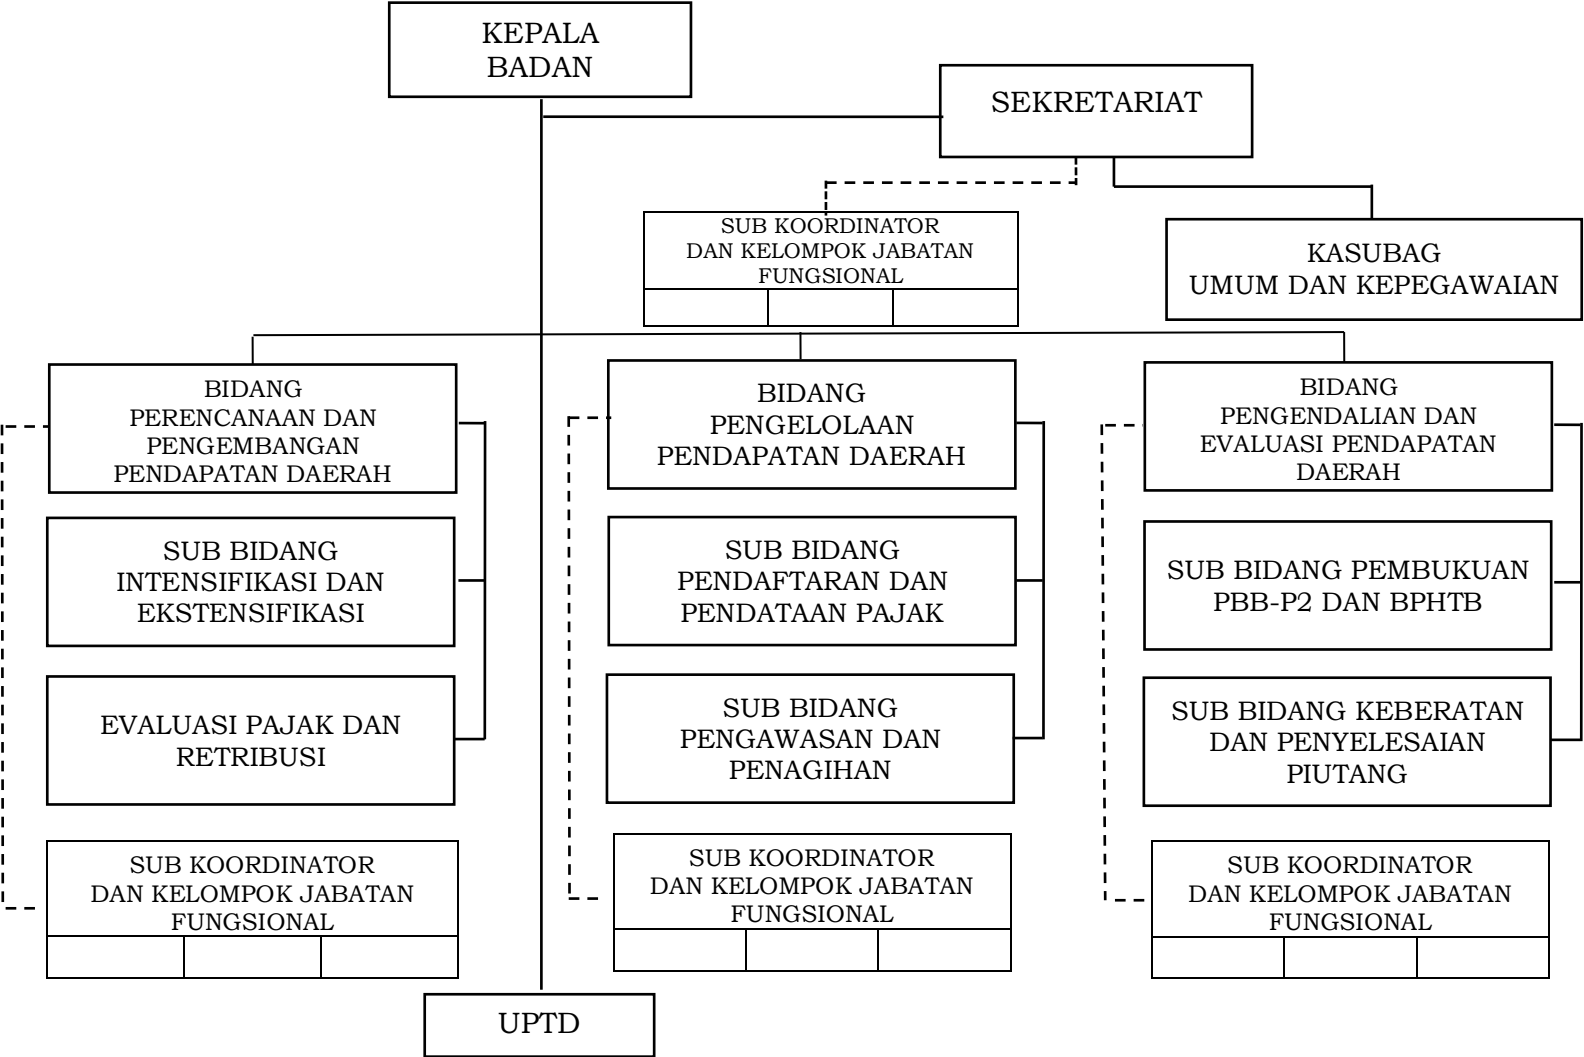 KEPALA
BADAN
SEKRETARIAT
SUB KOORDINATOR
DAN KELOMPOK JABATAN
FUNGSIONAL
KASUBAG
UMUM DAN KEPEGAWAIAN
BIDANG
PERENCANAAN DAN
PENGEMBANGAN
PENDAPATAN DAERAH
BIDANG
PENGELOLAAN
PENDAPATAN DAERAH
BIDANG
PENGENDALIAN DAN
EVALUASI PENDAPATAN
DAERAH
SUB BIDANG
INTENSIFIKASI DAN
EKSTENSIFIKASI
SUB BIDANG
PENDAFTARAN DAN
PENDATAAN PAJAK
SUB BIDANG PEMBUKUAN
PBB-P2 DAN BPHTB
EVALUASI PAJAK DAN
RETRIBUSI
SUB BIDANG
PENGAWASAN DAN
PENAGIHAN
SUB BIDANG KEBERATAN
DAN PENYELESAIAN
PIUTANG
SUB KOORDINATOR
DAN KELOMPOK JABATAN
FUNGSIONAL
SUB KOORDINATOR
DAN KELOMPOK JABATAN
FUNGSIONAL
SUB KOORDINATOR
DAN KELOMPOK JABATAN
FUNGSIONAL
UPTD